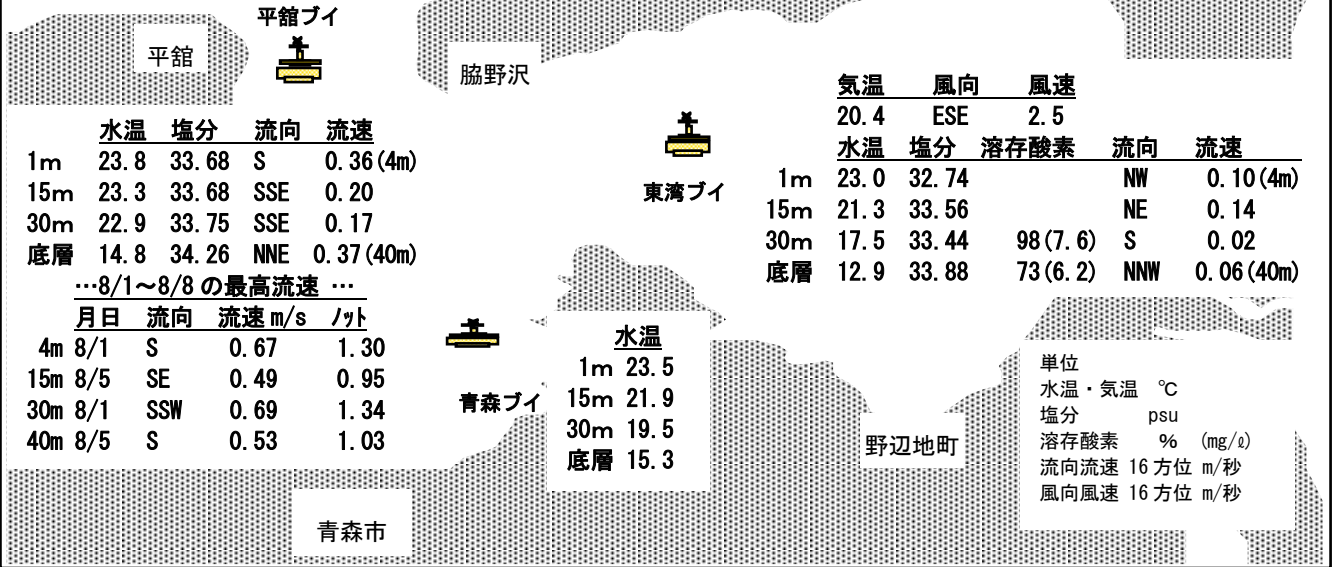 平舘ブイ
平舘
脇野沢
水温 塩分 流向 流速
1m 23.8 33.68 S 0.36(4m)
15m 23.3 33.68 SSE 0.20
30m 22.9 33.75 SSE 0.17
底層 14.8 34.26 NNE 0.37(40m)
…8/1～8/8の最高流速 …
月日 流向 流速m/s ﾉｯﾄ
4m 8/1 S 0.67 1.30
15m 8/5 SE 0.49 0.95
30m 8/1 SSW 0.69 1.34
40m 8/5 S 0.53 1.03
東湾ブイ
気温 風向 風速
20.4 ESE 2.5
水温 塩分 溶存酸素 流向 流速
1m 23.0 32.74 NW 0.10(4m)
15m 21.3 33.56 NE 0.14
30m 17.5 33.44 98(7.6) S 0.02
底層 12.9 33.88 73(6.2) NNW 0.06(40m)
青森ブイ
水温
1m 23.5
15m 21.9
30m 19.5
底層 15.3
青森市
野辺地町
単位
水温・気温 ℃
塩分 psu
溶存酸素 % (mg/ℓ)
流向流速 16方位 m/秒
風向風速 16方位 m/秒